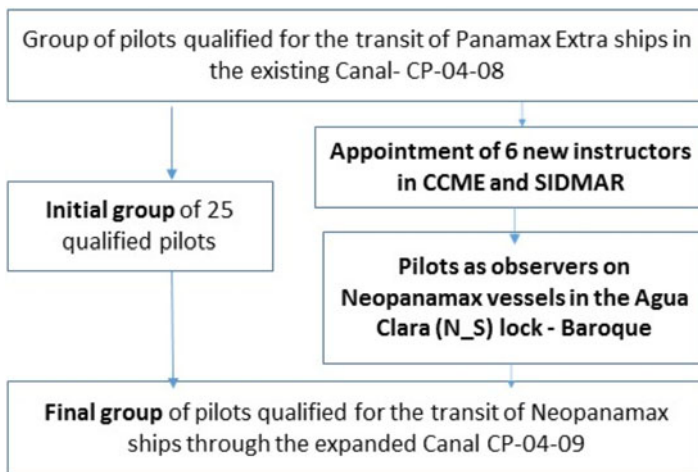 Group of pilots qualified for the transit of Panamax Extra ships in
the existing Canal- CP-04-08
Appointment of 6 new instructors
in CCME and SIDMAR
Initial group of 25
qualified pilots
Pilots as observers on
Neopanamax vessels in the Agua
Clara (N_S) lock - Baroque
Final group of pilots qualified for the transit of Neopanamax
ships through the expanded Canal CP-04-09